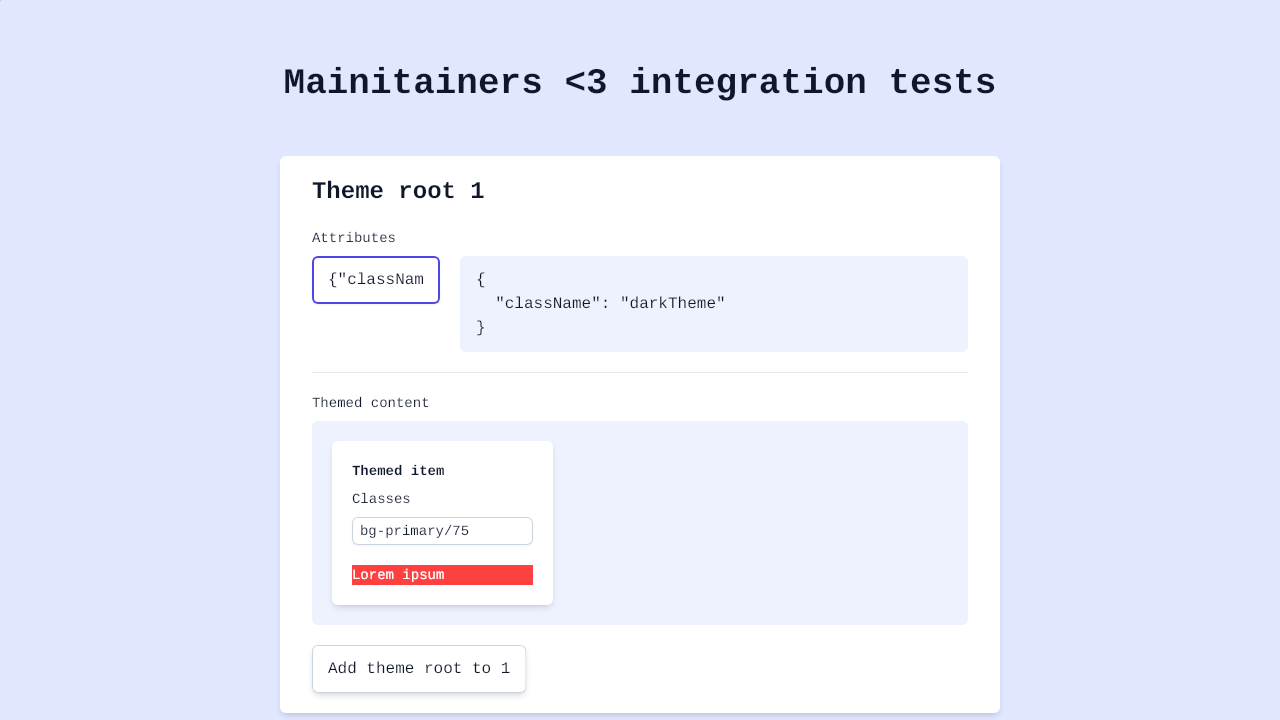 Mainitainers <3 integration tests
Theme root 1
Attributes
{"classNam
{
  "className": "darkTheme"
}
Themed content
Themed item
Classes
bg-primary/75
Lorem ipsum
Add theme root to 1